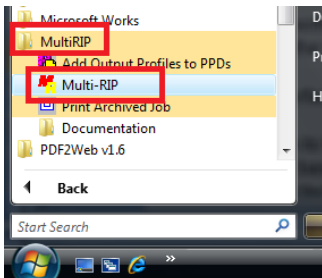 Microsoft Works
MultiRIP
Add Output Profiles to PPDs
Multi-RIP
Print Archived Job
Documentation
PDF2Web v1.6
Back
Start Search
D
H